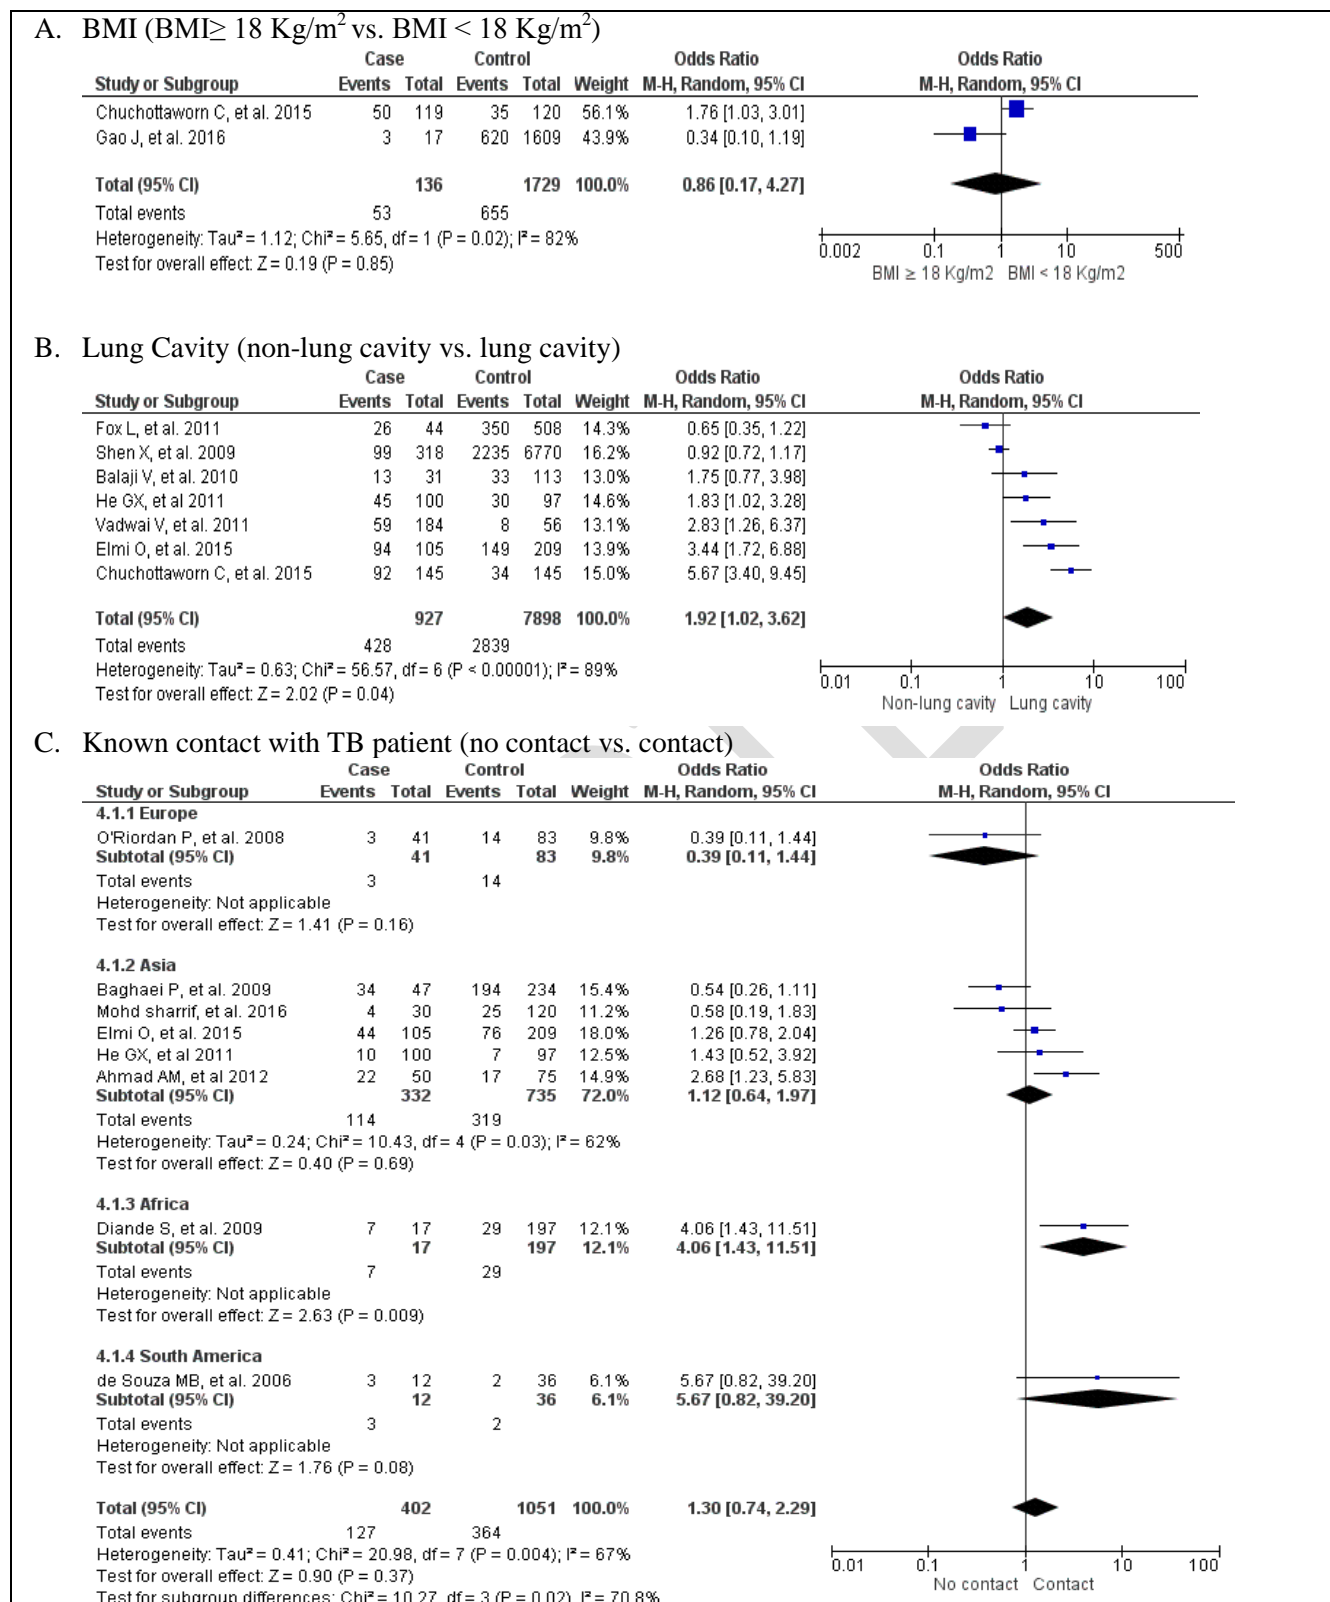 A. BMI (BMI≥ 18 Kg/m² vs. BMI < 18 Kg/m²)
Case Control Odds Ratio Odds Ratio
Study or Subgroup Events Total Events Total Weight M-H, Random, 95% CI M-H, Random, 95% CI
Chuchottaworn C, et al. 2015 50 119 35 120 56.1% 1.76 [1.03, 3.01]
Gao J, et al. 2016 3 17 620 1609 43.9% 0.34 [0.10, 1.19]
Total (95% CI) 136 1729 100.0% 0.86 [0.17, 4.27]
Total events 53 655
Heterogeneity: Tau² = 1.12; Chi² = 5.65, df = 1 (P = 0.02); I² = 82%
Test for overall effect: Z = 0.19 (P = 0.85)
0.002 0.1 1 10 500
BMI ≥ 18 Kg/m2 BMI < 18 Kg/m2
B. Lung Cavity (non-lung cavity vs. lung cavity)
Case Control Odds Ratio Odds Ratio
Study or Subgroup Events Total Events Total Weight M-H, Random, 95% CI M-H, Random, 95% CI
Fox L, et al. 2011 26 44 350 508 14.3% 0.65 [0.35, 1.22]
Shen X, et al. 2009 99 318 2235 6770 16.2% 0.92 [0.72, 1.17]
Balaji V, et al. 2010 13 31 33 113 13.0% 1.75 [0.77, 3.98]
He GX, et al 2011 45 100 30 97 14.6% 1.83 [1.02, 3.28]
Vadwai V, et al. 2011 59 184 8 56 13.1% 2.83 [1.26, 6.37]
Elmi O, et al. 2015 94 105 149 209 13.9% 3.44 [1.72, 6.88]
Chuchottaworn C, et al. 2015 92 145 34 145 15.0% 5.67 [3.40, 9.45]
Total (95% CI) 927 7898 100.0% 1.92 [1.02, 3.62]
Total events 428 2839
Heterogeneity: Tau² = 0.63; Chi² = 56.57, df = 6 (P < 0.00001); I² = 89%
Test for overall effect: Z = 2.02 (P = 0.04)
0.01 0.1 1 10 100
Non-lung cavity Lung cavity
C. Known contact with TB patient (no contact vs. contact)
Case Control Odds Ratio Odds Ratio
Study or Subgroup Events Total Events Total Weight M-H, Random, 95% CI M-H, Random, 95% CI
4.1.1 Europe
O'Riordan P, et al. 2008 3 41 14 83 9.8% 0.39 [0.11, 1.44]
Subtotal (95% CI) 41 83 9.8% 0.39 [0.11, 1.44]
Total events 3 14
Heterogeneity: Not applicable
Test for overall effect: Z = 1.41 (P = 0.16)
4.1.2 Asia
Baghaei P, et al. 2009 34 47 194 234 15.4% 0.54 [0.26, 1.11]
Mohd sharrif, et al. 2016 4 30 25 120 11.2% 0.58 [0.19, 1.83]
Elmi O, et al. 2015 44 105 76 209 18.0% 1.26 [0.78, 2.04]
He GX, et al 2011 10 100 7 97 12.5% 1.43 [0.52, 3.92]
Ahmad AM, et al 2012 22 50 17 75 14.9% 2.68 [1.23, 5.83]
Subtotal (95% CI) 332 735 72.0% 1.12 [0.64, 1.97]
Total events 114 319
Heterogeneity: Tau² = 0.24; Chi² = 10.43, df = 4 (P = 0.03); I² = 62%
Test for overall effect: Z = 0.40 (P = 0.69)
4.1.3 Africa
Diande S, et al. 2009 7 17 29 197 12.1% 4.06 [1.43, 11.51]
Subtotal (95% CI) 17 197 12.1% 4.06 [1.43, 11.51]
Total events 7 29
Heterogeneity: Not applicable
Test for overall effect: Z = 2.63 (P = 0.009)
4.1.4 South America
de Souza MB, et al. 2006 3 12 2 36 6.1% 5.67 [0.82, 39.20]
Subtotal (95% CI) 12 36 6.1% 5.67 [0.82, 39.20]
Total events 3 2
Heterogeneity: Not applicable
Test for overall effect: Z = 1.76 (P = 0.08)
Total (95% CI) 402 1051 100.0% 1.30 [0.74, 2.29]
Total events 127 364
Heterogeneity: Tau² = 0.41; Chi² = 20.98, df = 7 (P = 0.004); I² = 67%
Test for overall effect: Z = 0.90 (P = 0.37)
Test for subgroup differences: Chi² = 10.27, df = 3 (P = 0.02), I² = 70.8%
0.01 0.1 1 10 100
No contact Contact